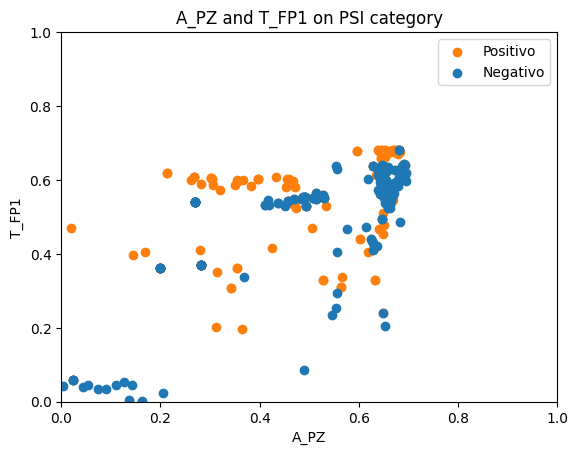 A_PZ and T_FP1 on PSI category
Positivo
Negativo
1.0
0.8
0.6
0.4
0.2
0.0
T_FP1
0.0 0.2 0.4 0.6 0.8 1.0
A_PZ